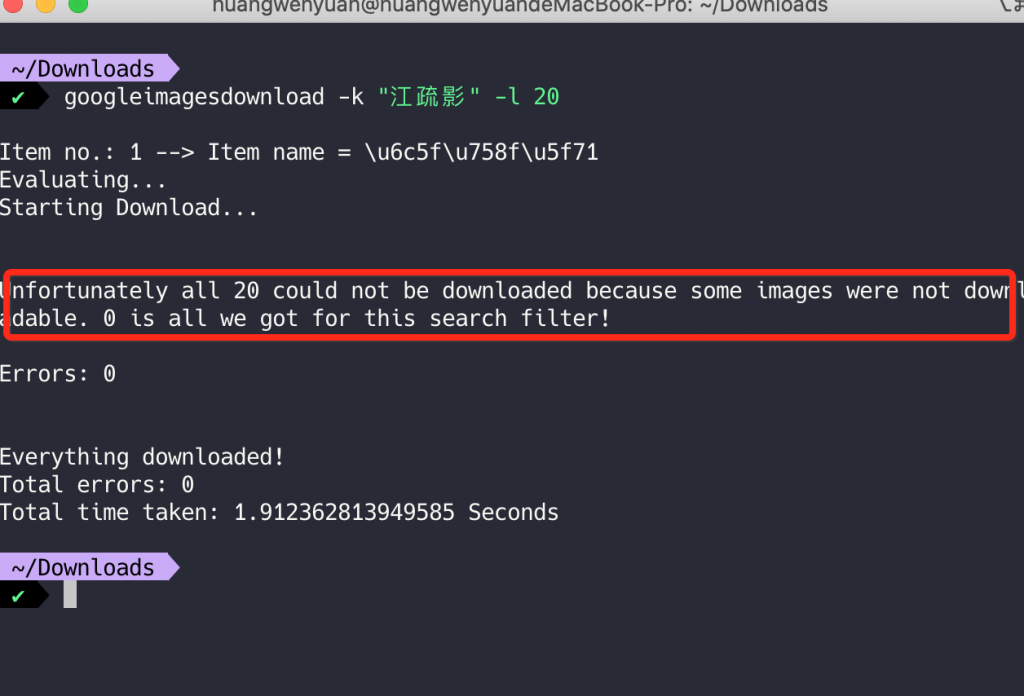 huangwenyuan@huangwenyuandeMacBook-Pro: ~/Downloads
~/Downloads
✔ googleimagesdownload -k "江疏影" -l 20
Item no.: 1 --> Item name = \u6c5f\u758f\u5f71
Evaluating...
Starting Download...
Unfortunately all 20 could not be downloaded because some images were not downl
adable. 0 is all we got for this search filter!
Errors: 0
Everything downloaded!
Total errors: 0
Total time taken: 1.912362813949585 Seconds
~/Downloads
✔